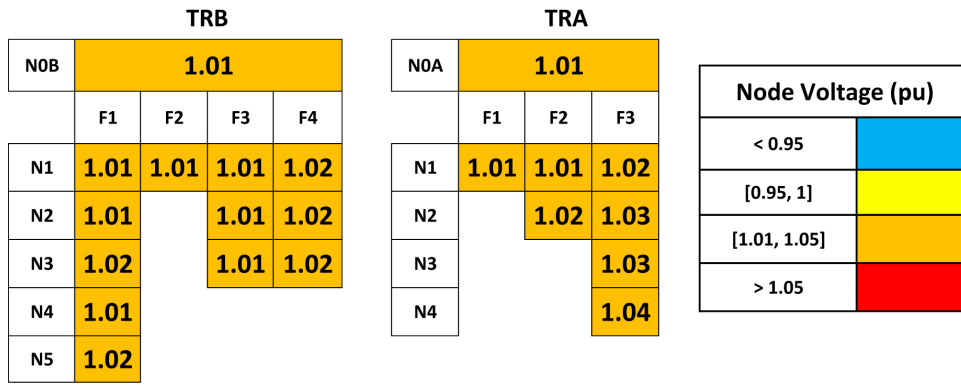 TRB
N0B 1.01
F1 F2 F3 F4
N1 1.01 1.01 1.01 1.02
N2 1.01 1.01 1.02
N3 1.02 1.01 1.02
N4 1.01
N5 1.02
TRA
N0A 1.01
F1 F2 F3
N1 1.01 1.01 1.02
N2 1.02 1.03
N3 1.03
N4 1.04
Node Voltage (pu)
< 0.95
[0.95, 1]
[1.01, 1.05]
> 1.05